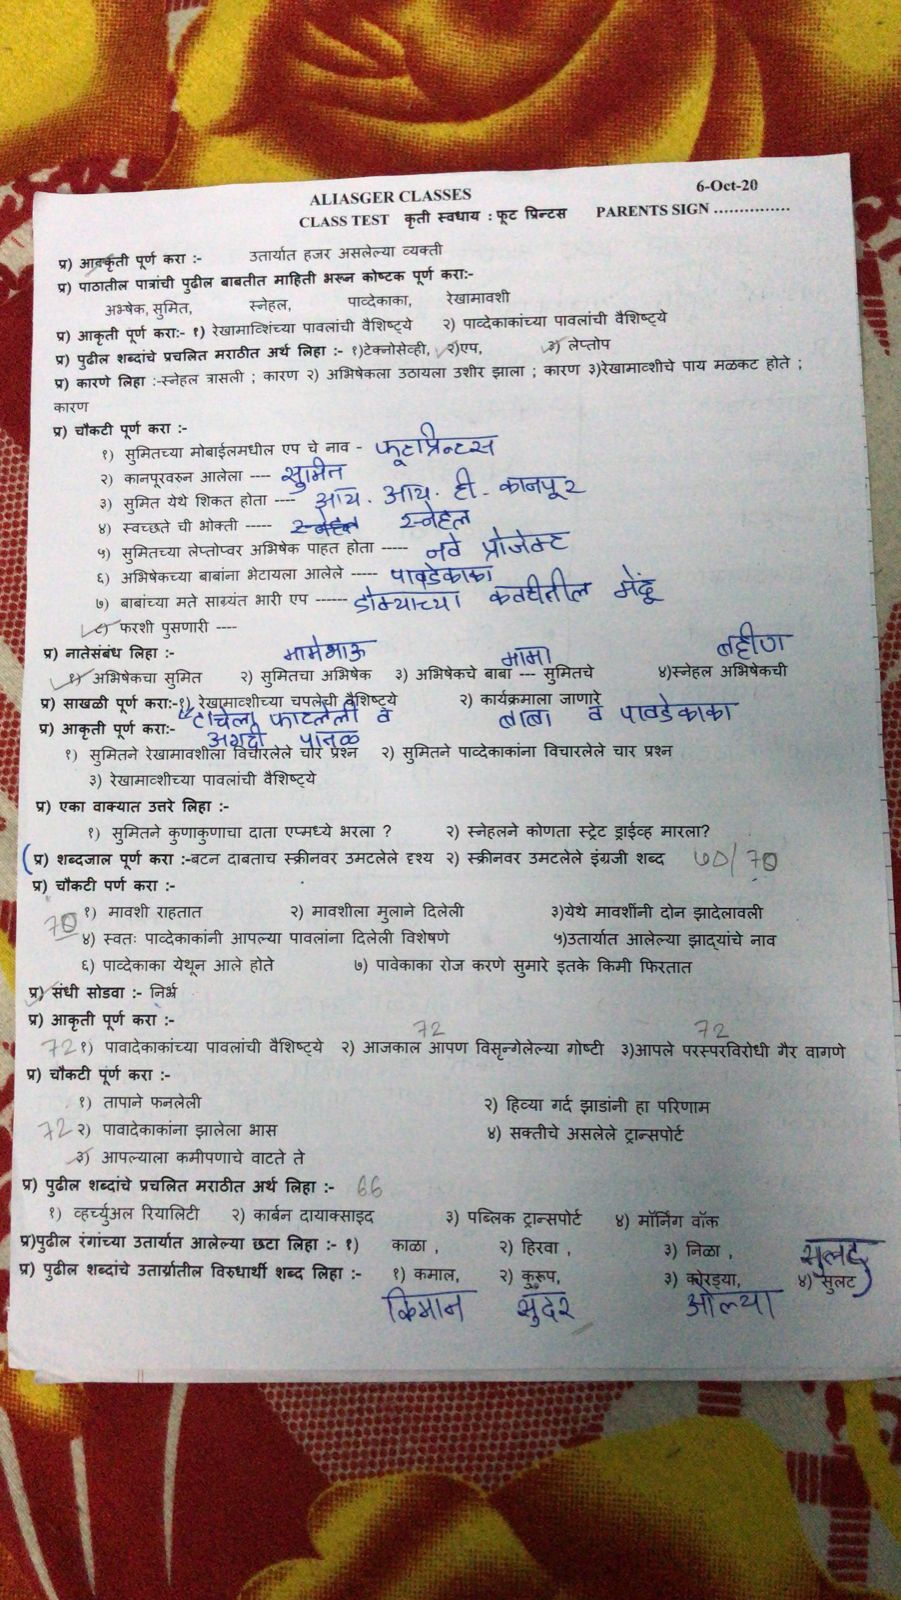 6-Oct-20
ALIASGER CLASSES
CLASS TEST कृती स्वधाय : फूट प्रिन्टस PARENTS SIGN ...............
प्र) आक्रृती पूर्ण करा :- उतार्यात हजर असलेल्या व्यक्ती
प्र) पाठातील पात्रांची पुढील बाबतीत माहिती भरुन कोष्टक पूर्ण करा:-
अभ्षेक, सुमित, स्नेहल, पाव्देकाका, रेखामावशी
प्र) आकृती पूर्ण करा:- १) रेखामाव्शिंच्या पावलांची वैशिष्ट्ये २) पाव्देकाकांच्या पावलांची वैशिष्ट्ये
प्र) पुढील शब्दांचे प्रचलित मराठीत अर्थ लिहा :- १)टेक्नोसेव्ही, २)एप, ३) लेप्तोप
प्र) कारणे लिहा :-स्नेहल त्रासली ; कारण २) अभिषेकला उठायला उशीर झाला ; कारण ३)रेखामाव्शीचे पाय मळकट होते ;
कारण
प्र) चौकटी पूर्ण करा :-
१) सुमितच्या मोबाईलमधील एप चे नाव - फूटप्रिन्टस
२) कानपूरवरुन आलेला ---- सुमित
३) सुमित येथे शिकत होता ---- आय. आय. टी. कानपूर
४) स्वच्छते ची भोक्ती ----- स्नेहल
५) सुमितच्या लेप्तोप्वर अभिषेक पाहत होता ----- नवे प्रोजेक्ट
६) अभिषेकच्या बाबांना भेटायला आलेले ----- पावडेकाका
७) बाबांच्या मते साग्र्यंत भारी एप ------ डोक्याच्या कवटीतील मेंदू
८) फरशी पुसणारी ----
प्र) नातेसंबंध लिहा :- मामेभाऊ मामा बहीण
१) अभिषेकचा सुमित २) सुमितचा अभिषेक ३) अभिषेकचे बाबा --- सुमितचे ४)स्नेहल अभिषेकची
प्र) साखळी पूर्ण करा:-१) रेखामाव्शीच्या चपलेची वैशिष्ट्ये २) कार्यक्रमाला जाणारे
प्र) आकृती पूर्ण करा:- टाचेला फाटलेली व अगदी पातळ बाबा व पावडेकाका
१) सुमितने रेखामावशीला विचारलेले चार प्रश्न २) सुमितने पाव्देकाकांना विचारलेले चार प्रश्न
३) रेखामाव्शीच्या पावलांची वैशिष्ट्ये
प्र) एका वाक्यात उत्तरे लिहा :-
१) सुमितने कुणाकुणाचा दाता एप्मध्ये भरला ? २) स्नेहलने कोणता स्ट्रेट ड्राईव्ह मारला?
प्र) शब्दजाल पूर्ण करा :-बटन दाबताच स्क्रीनवर उमटलेले दृश्य २) स्क्रीनवर उमटलेले इंग्रजी शब्द 70/70
प्र) चौकटी पर्ण करा :-
१) मावशी राहतात २) मावशीला मुलाने दिलेली ३)येथे मावर्शीनी दोन झादेलावली
70
४) स्वतः पाव्देकाकांनी आपल्या पावलांना दिलेली विशेषणे ५)उतार्यात आलेल्या झाद्यांचे नाव
६) पाव्देकाका येथून आले होते ७) पावेकाका रोज करणे सुमारे इतके किमी फिरतात
प्र) संधी सोडवा :- निर्भ्र
प्र) आकृती पूर्ण करा :-
72 72
72 १) पावादेकाकांच्या पावलांची वैशिष्ट्ये २) आजकाल आपण विसृन्गेलेल्या गोष्टी ३)आपले परस्परविरोधी गैर वागणे
प्र) चौकटी पूंर्ण करा :-
१) तापाने फनलेली २) हिव्या गर्द झाडांनी हा परिणाम
72 २) पावादेकाकांना झालेला भास ४) सक्तीचे असलेले ट्रान्सपोर्ट
३) आपल्याला कमीपणाचे वाटते ते
प्र) पुढील शब्दांचे प्रचलित मराठीत अर्थ लिहा :- 66
१) व्हर्च्युअल रियालिटी २) कार्बन दायाक्साइद ३) पब्लिक ट्रान्सपोर्ट ४) मॉर्निंग वॉक
प्र)पुढील रंगांच्या उतार्यात आलेल्या छटा लिहा :- १) काळा , २) हिरवा , ३) निळा ,
प्र) पुढील शब्दांचे उतार्य्रातील विरुधार्थी शब्द लिहा :- १) कमाल, २) कुरूप, ३) कोरड्या, ४) सुलट
किमान सुंदर ओल्या